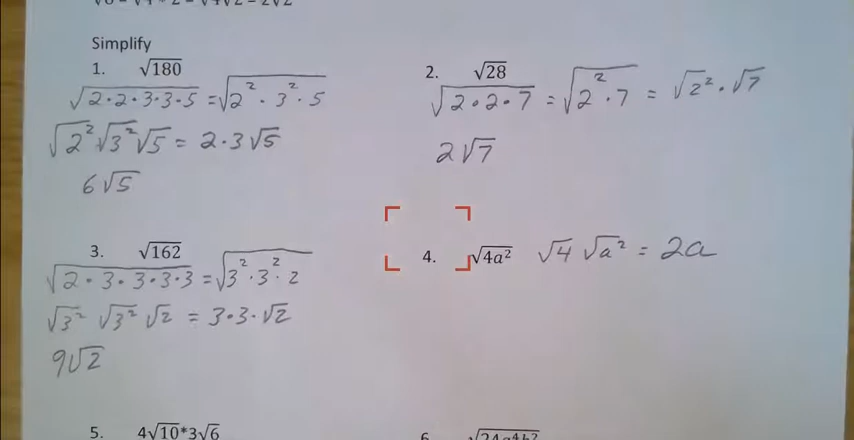 Simplify
1. √180
√2·2·3·3·5 = √2²·3²·5
√2² √3² √5 = 2·3√5
6√5
2. √28
√2·2·7 = √2²·7 = √2² · √7
2√7
3. √162
√2·3·3·3·3 = √3²·3²·2
√3² √3² √2 = 3·3·√2
9√2
4. √4a² √4 √a² = 2a
5. 4√10*3√6
6. √24a⁴b²